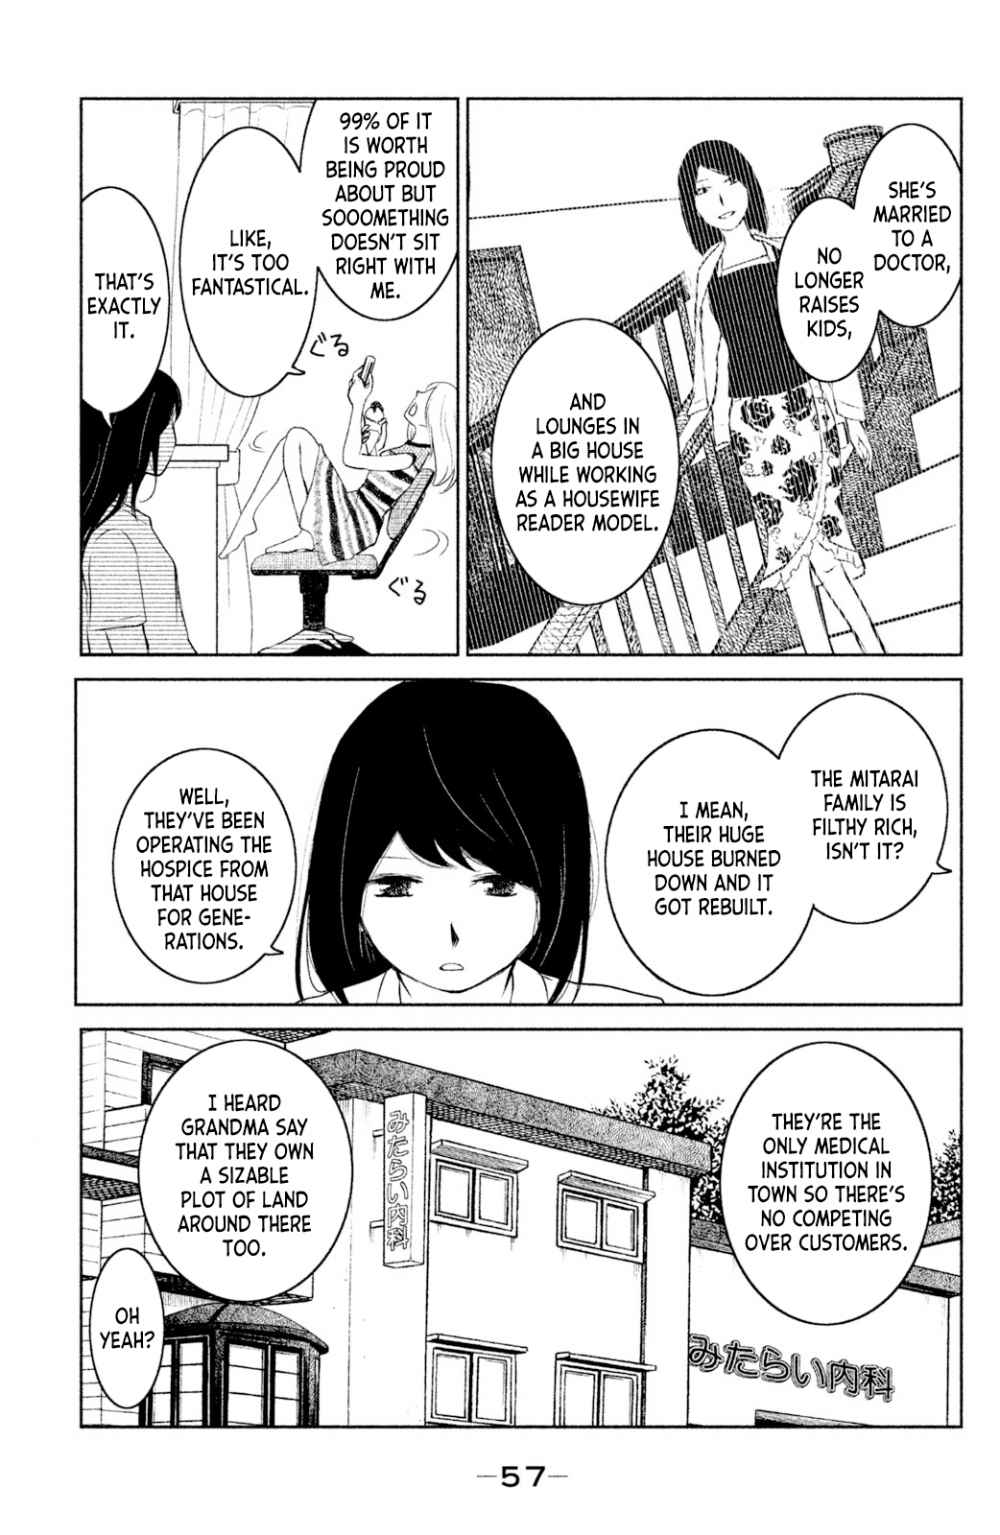 SHE'S
MARRIED
TO A
DOCTOR,
NO
LONGER
RAISES
KIDS,
AND
LOUNGES IN
A BIG HOUSE
WHILE WORKING
AS A HOUSEWIFE
READER MODEL.
99% OF IT
IS WORTH
BEING PROUD
ABOUT BUT
SOOOMETHING
DOESN'T SIT
RIGHT WITH
ME.
LIKE,
IT'S TOO
FANTASTICAL.
ぐる
ぐる
THAT'S
EXACTLY
IT.
THE MITARAI
FAMILY IS
FILTHY RICH,
ISN'T IT?
I MEAN,
THEIR HUGE
HOUSE BURNED
DOWN AND IT
GOT REBUILT.
WELL,
THEY'VE BEEN
OPERATING THE
HOSPICE FROM
THAT HOUSE
FOR GENE-
RATIONS.
THEY'RE THE
ONLY MEDICAL
INSTITUTION IN
TOWN SO THERE'S
NO COMPETING
OVER CUSTOMERS.
みたらい内科
みたらい内科
I HEARD
GRANDMA SAY
THAT THEY OWN
A SIZABLE
PLOT OF LAND
AROUND THERE
TOO.
OH
YEAH?
—57—